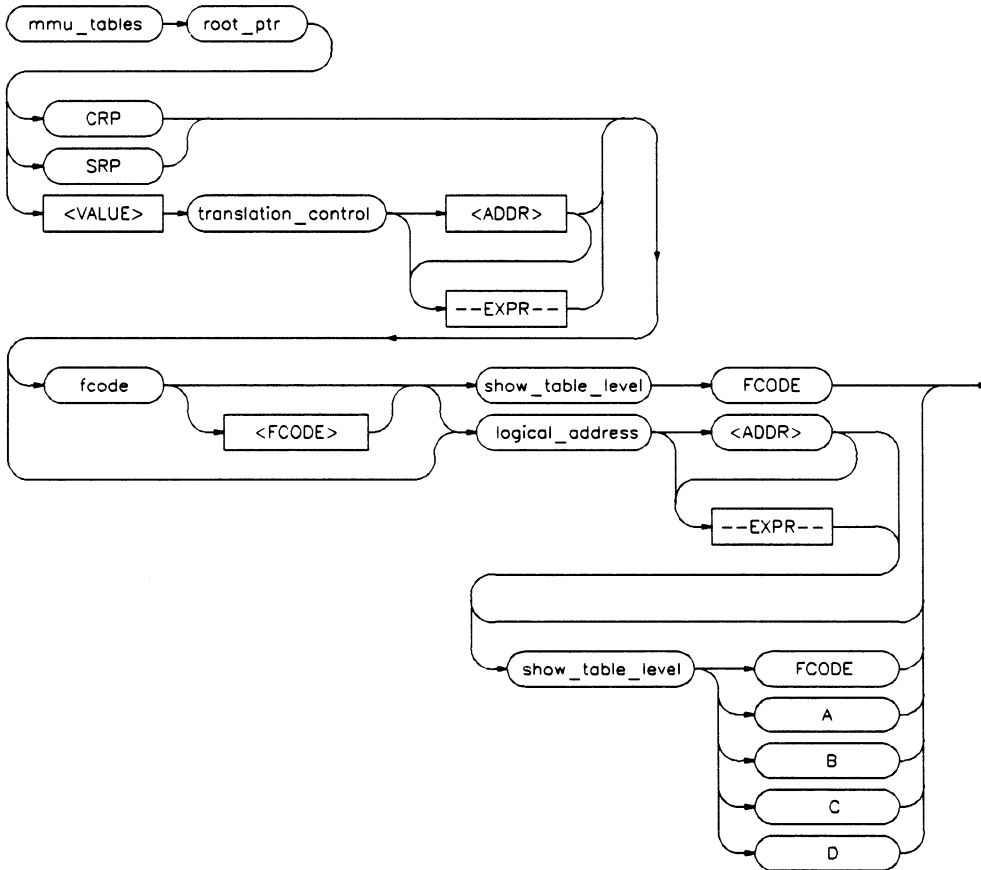 mmu_tables root_ptr
CRP
SRP
<VALUE> translation_control <ADDR>
--EXPR--
fcode show_table_level FCODE
<FCODE> logical_address <ADDR>
--EXPR--
show_table_level FCODE
A
B
C
D